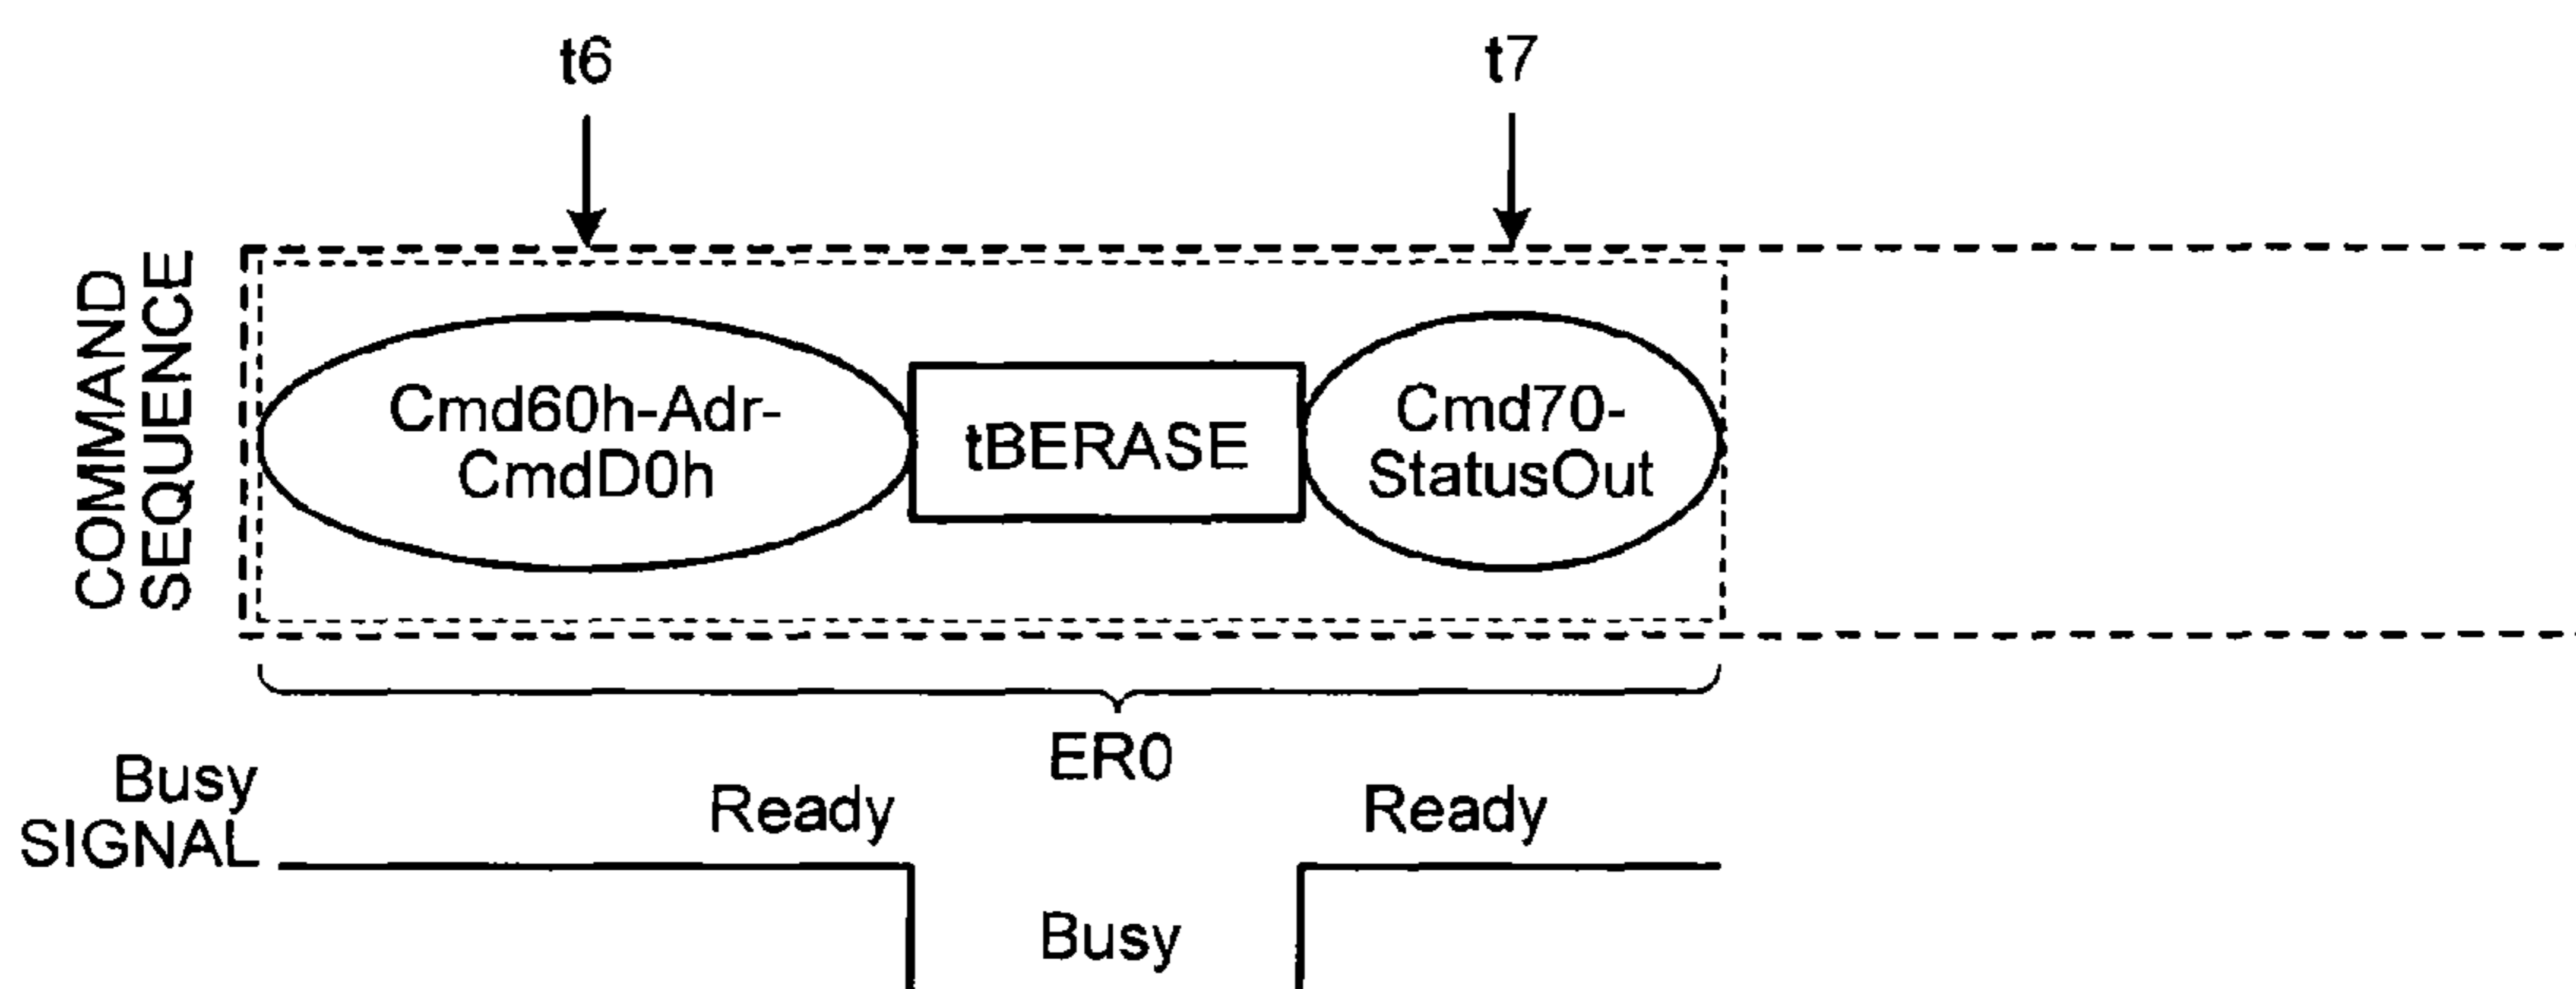 t6
t7
COMMAND
SEQUENCE
Cmd60h-Adr-
CmdD0h
tBERASE
Cmd70-
StatusOut
ER0
Busy
SIGNAL
Ready
Ready
Busy